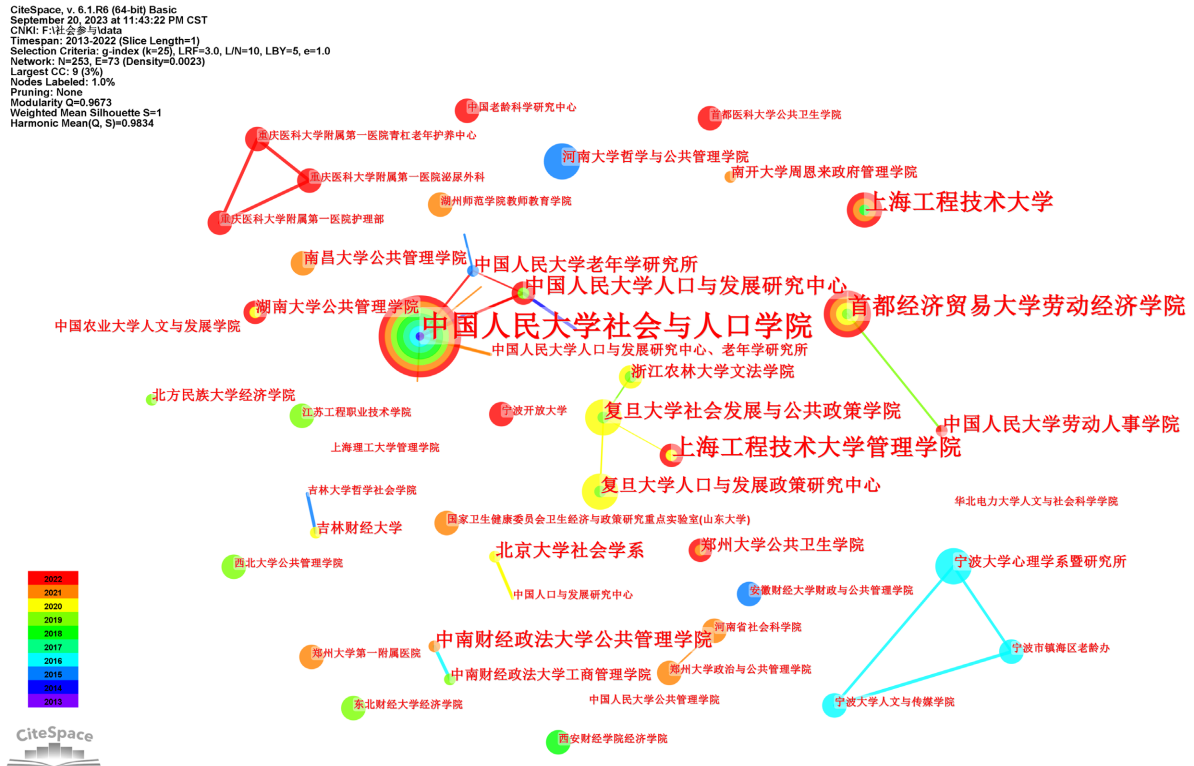 CiteSpace, v. 6.1.R6 (64-bit) Basic
September 20, 2023 at 11:43:22 PM CST
CNKI: F:\社会参与\data
Timespan: 2013-2022 (Slice Length=1)
Selection Criteria: g-index (k=25), LRF=3.0, L/N=10, LBY=5, e=1.0
Network: N=253, E=73 (Density=0.0023)
Largest CC: 9 (3%)
Nodes Labeled: 1.0%
Pruning: None
Modularity Q=0.9673
Weighted Mean Silhouette S=1
Harmonic Mean(Q, S)=0.9834
中国老龄科学研究中心
首都医科大学公共卫生学院
重庆医科大学附属第一医院青杠老年护养中心
河南大学哲学与公共管理学院
南开大学周恩来政府管理学院
重庆医科大学附属第一医院泌尿外科
湖州师范学院教师教育学院
上海工程技术大学
重庆医科大学附属第一医院护理部
南昌大学公共管理学院
中国人民大学老年学研究所
中国人民大学人口与发展研究中心
湖南大学公共管理学院
首都经济贸易大学劳动经济学院
中国农业大学人文与发展学院
中国人民大学社会与人口学院
中国人民大学人口与发展研究中心、老年学研究所
浙江农林大学文法学院
北方民族大学经济学院
江苏工程职业技术学院
宁波开放大学
复旦大学社会发展与公共政策学院
中国人民大学劳动人事学院
上海理工大学管理学院
上海工程技术大学管理学院
复旦大学人口与发展政策研究中心
吉林大学哲学社会学院
华北电力大学人文与社会科学学院
吉林财经大学
国家卫生健康委员会卫生经济与政策研究重点实验室(山东大学)
北京大学社会学系
郑州大学公共卫生学院
西北大学公共管理学院
宁波大学心理学系暨研究所
中国人口与发展研究中心
安徽财经大学财政与公共管理学院
河南省社会科学院
中南财经政法大学公共管理学院
郑州大学第一附属医院
宁波市镇海区老龄办
中南财经政法大学工商管理学院
郑州大学政治与公共管理学院
东北财经大学经济学院
中国人民大学公共管理学院
宁波大学人文与传媒学院
西安财经学院经济学院
2022
2021
2020
2019
2018
2017
2016
2015
2014
2013
CiteSpace